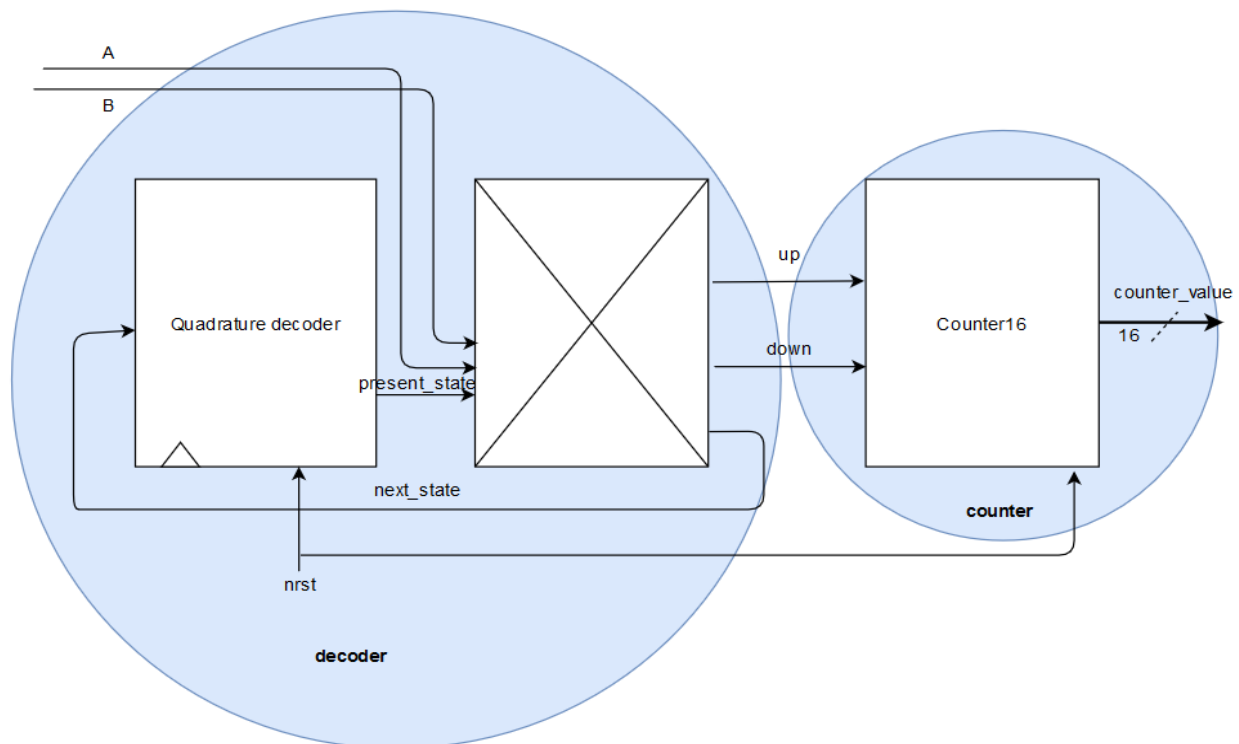 A
B
up
counter_value
Quadrature decoder
Counter16
16
down
present_state
next_state
counter
nrst
decoder